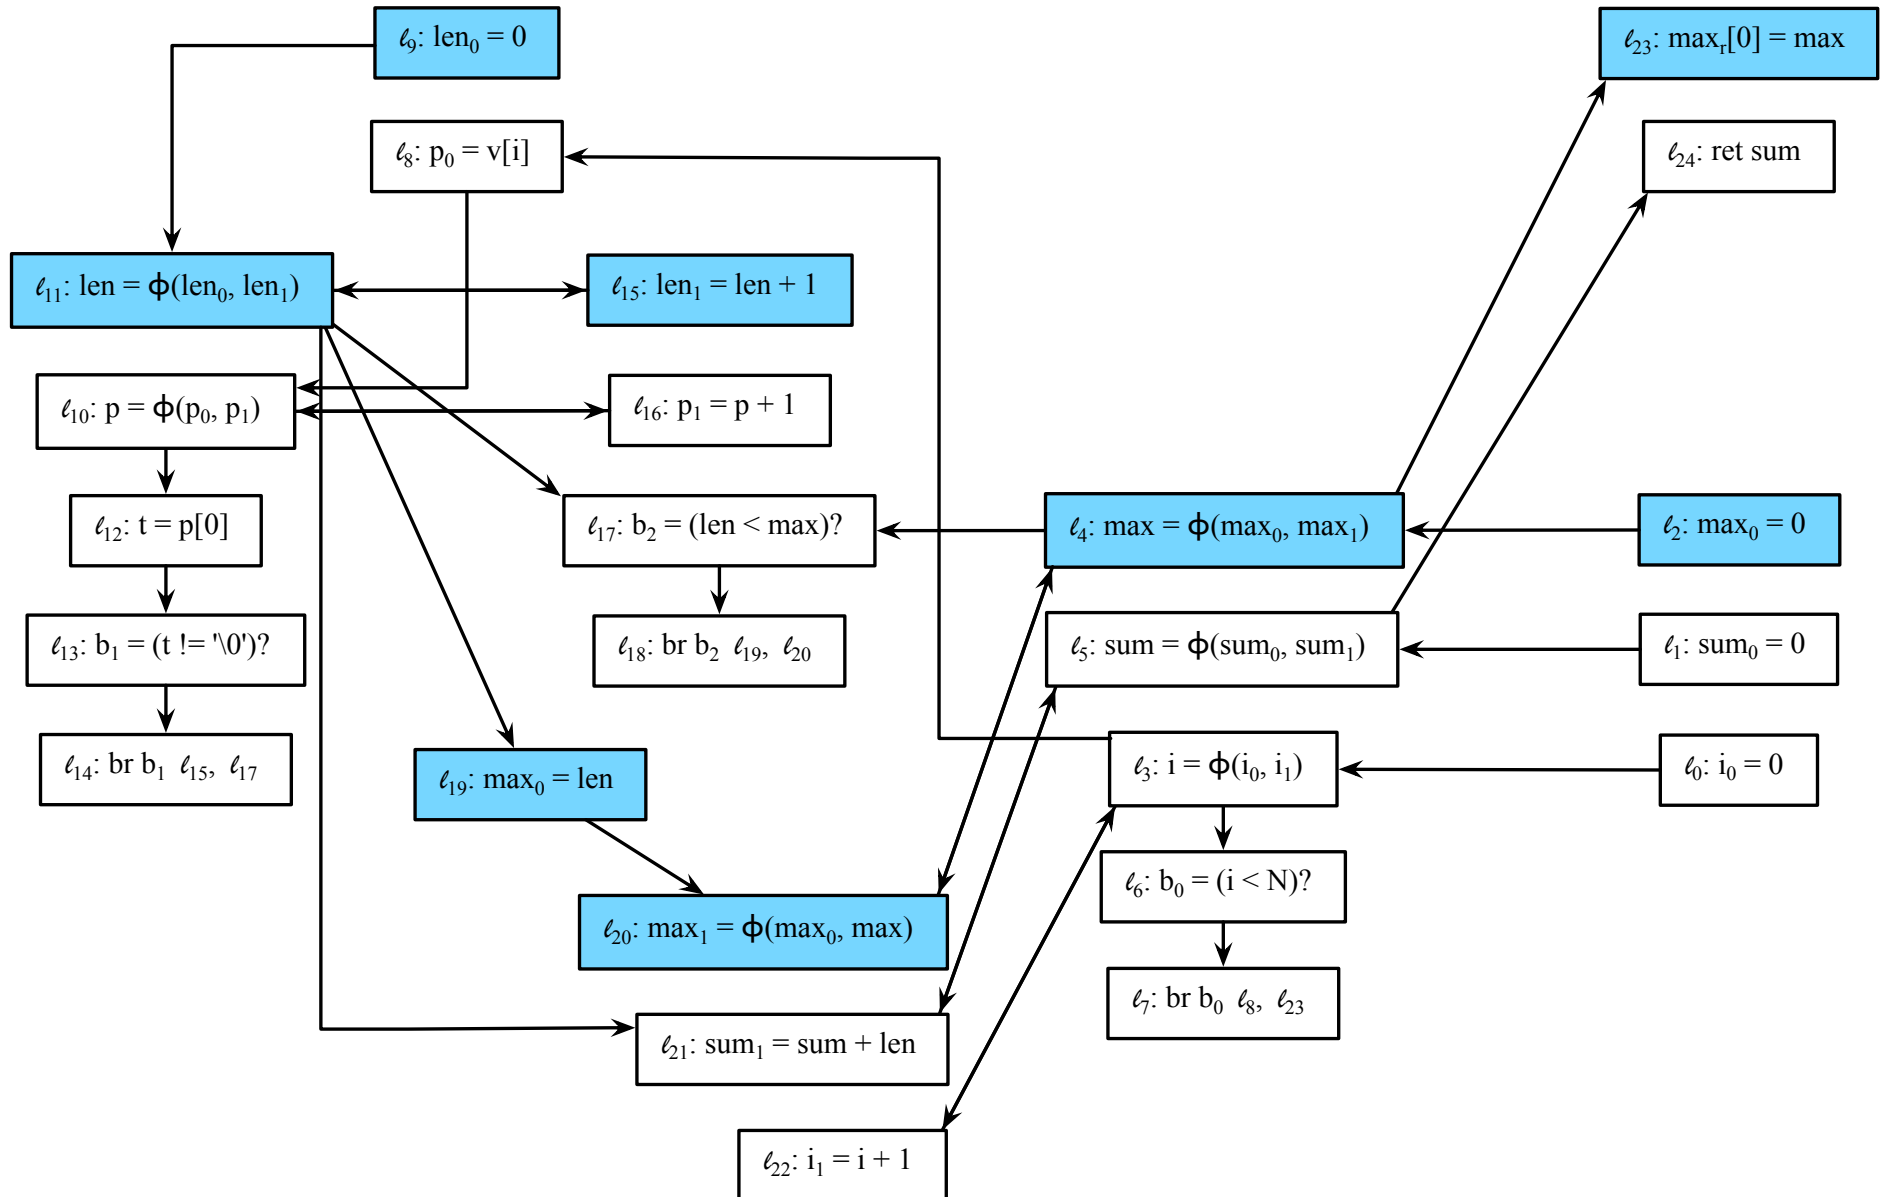 ℓ₉: len₀ = 0
ℓ₂₃: maxᵣ[0] = max
ℓ₈: p₀ = v[i]
ℓ₂₄: ret sum
ℓ₁₁: len = ϕ(len₀, len₁)
ℓ₁₅: len₁ = len + 1
ℓ₁₀: p = ϕ(p₀, p₁)
ℓ₁₆: p₁ = p + 1
ℓ₁₂: t = p[0]
ℓ₁₇: b₂ = (len < max)?
ℓ₄: max = ϕ(max₀, max₁)
ℓ₂: max₀ = 0
ℓ₁₃: b₁ = (t != '\0')?
ℓ₁₈: br b₂ ℓ₁₉, ℓ₂₀
ℓ₅: sum = ϕ(sum₀, sum₁)
ℓ₁: sum₀ = 0
ℓ₁₄: br b₁ ℓ₁₅, ℓ₁₇
ℓ₁₉: max₀ = len
ℓ₃: i = ϕ(i₀, i₁)
ℓ₀: i₀ = 0
ℓ₆: b₀ = (i < N)?
ℓ₂₀: max₁ = ϕ(max₀, max)
ℓ₇: br b₀ ℓ₈, ℓ₂₃
ℓ₂₁: sum₁ = sum + len
ℓ₂₂: i₁ = i + 1